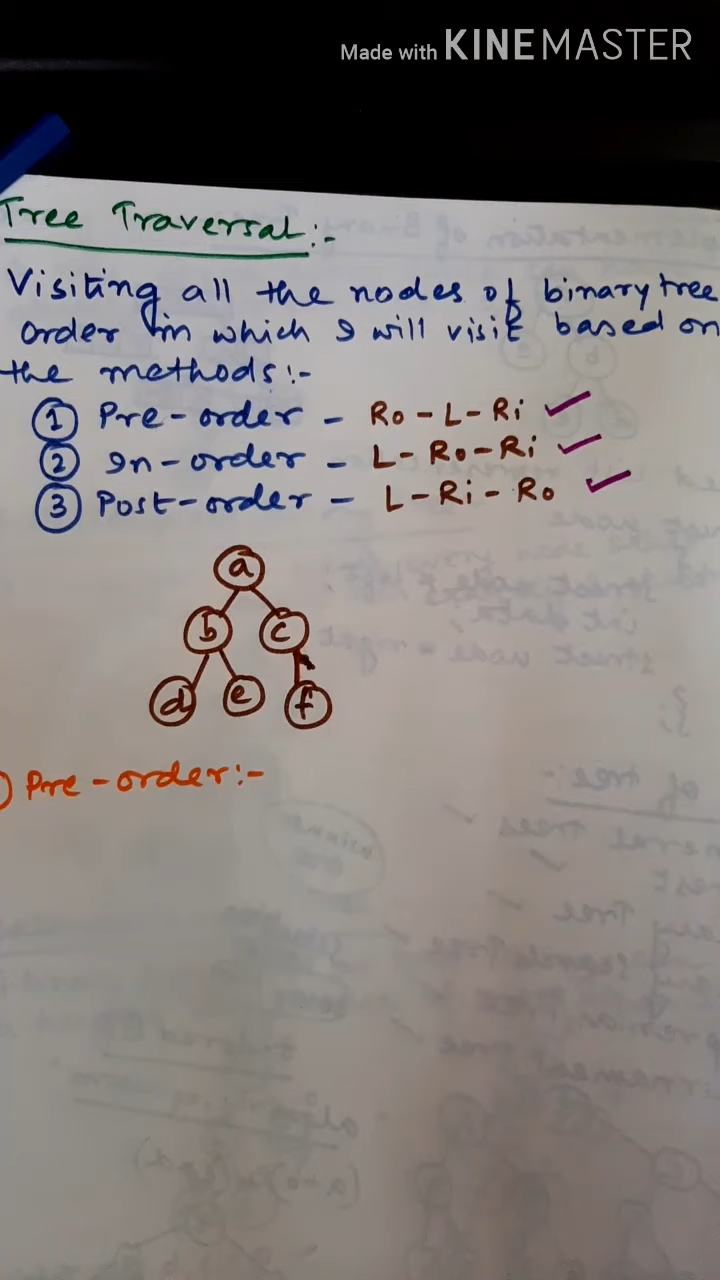 Made with KINEMASTER
Tree Traversal:-
Visiting all the nodes of binary tree
order in which I will visit based on
the methods:-
① Pre-order - Ro-L-Ri ✓
② In-order - L-Ro-Ri ✓
③ Post-order - L-Ri-Ro ✓
a
b c
d e f
) Pre-order:-